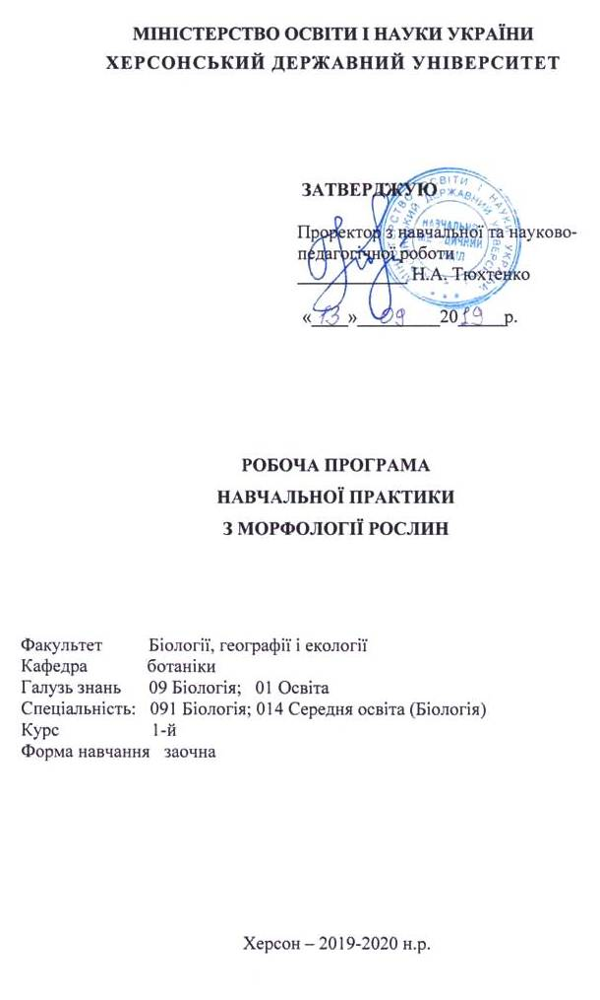 МІНІСТЕРСТВО ОСВІТИ І НАУКИ УКРАЇНИ
ХЕРСОНСЬКИЙ ДЕРЖАВНИЙ УНІВЕРСИТЕТ
ЗАТВЕРДЖУЮ
Проректор з навчальної та науково-
педагогічної роботи
____________ Н.А. Тюхтенко
«13» 09 2019 р.
РОБОЧА ПРОГРАМА
НАВЧАЛЬНОЇ ПРАКТИКИ
З МОРФОЛОГІЇ РОСЛИН
Факультет Біології, географії і екології
Кафедра ботаніки
Галузь знань 09 Біологія; 01 Освіта
Спеціальність: 091 Біологія; 014 Середня освіта (Біологія)
Курс 1-й
Форма навчання заочна
Херсон – 2019-2020 н.р.